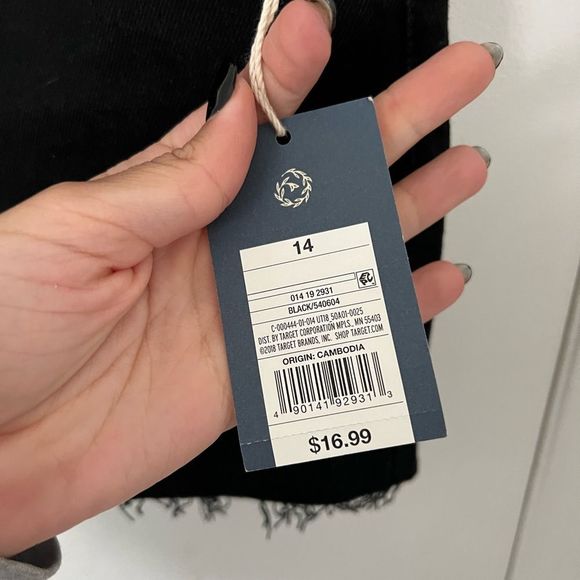 14
014 19 2931
BLACK/540604
C-000444-01-014 UT18_50A01-0025
DIST. BY TARGET CORPORATION MPLS., MN 55403
©2018 TARGET BRANDS, INC. SHOP TARGET.COM
ORIGIN: CAMBODIA
4 90141 92931 3
$16.99